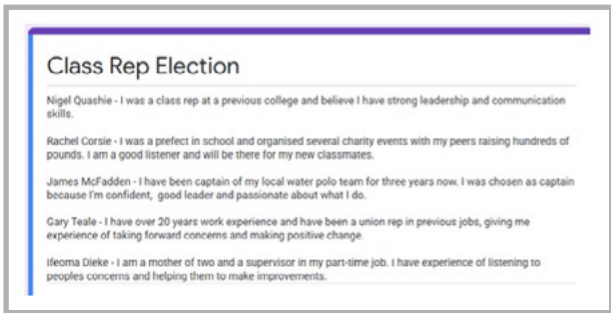 Class Rep Election
Nigel Quashie - I was a class rep at a previous college and believe I have strong leadership and communication
skills.
Rachel Corsie - I was a prefect in school and organised several charity events with my peers raising hundreds of
pounds. I am a good listener and will be there for my new classmates.
James McFadden - I have been captain of my local water polo team for three years now. I was chosen as captain
because I'm confident,  good leader and passionate about what I do.
Gary Teale - I have over 20 years work experience and have been a union rep in previous jobs, giving me
experience of taking forward concerns and making positive change.
Ifeoma Dieke - I am a mother of two and a supervisor in my part-time job. I have experience of listening to
peoples concerns and helping them to make improvements.